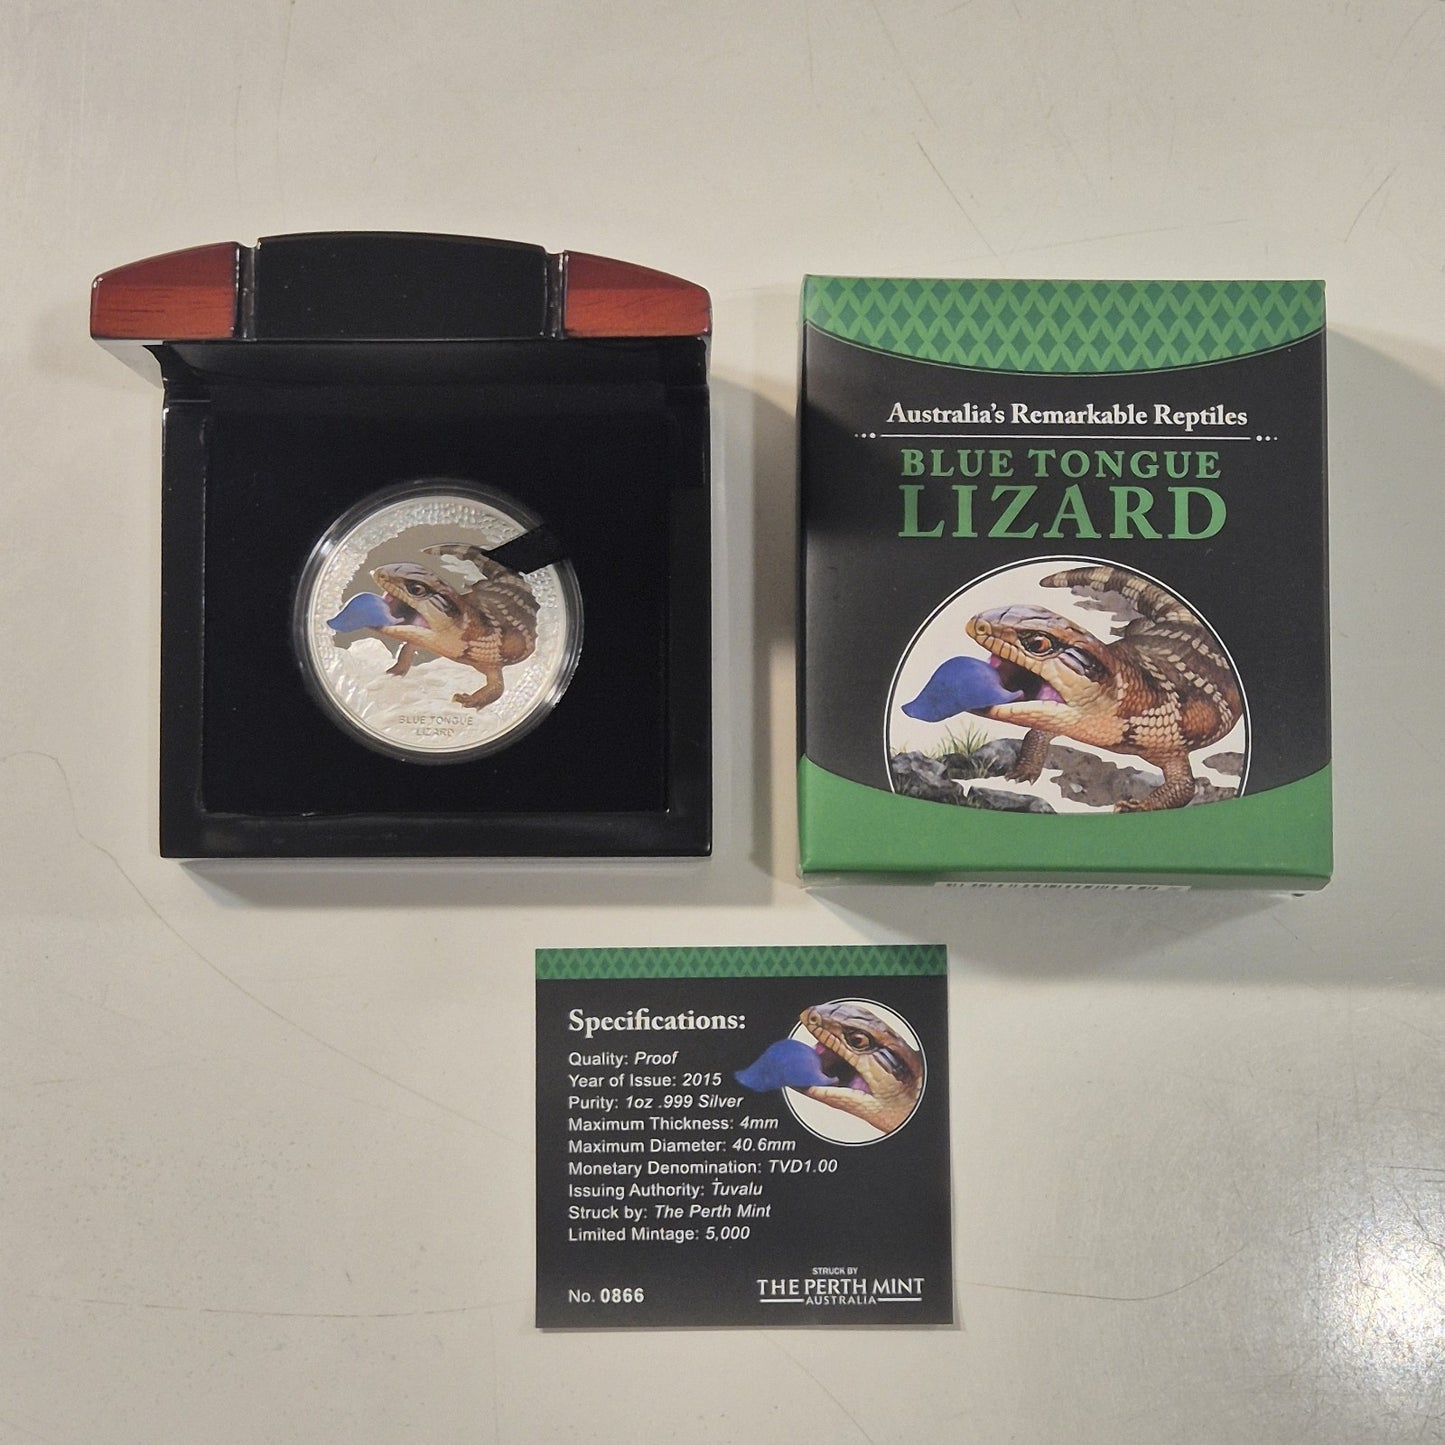 BLUE TONGUE
LIZARD
Australia's Remarkable Reptiles
BLUE TONGUE
LIZARD
Specifications:
Quality: Proof
Year of Issue: 2015
Purity: 1oz .999 Silver
Maximum Thickness: 4mm
Maximum Diameter: 40.6mm
Monetary Denomination: TVD1.00
Issuing Authority: Tuvalu
Struck by: The Perth Mint
Limited Mintage: 5,000
No. 0866
STRUCK BY
THE PERTH MINT
AUSTRALIA